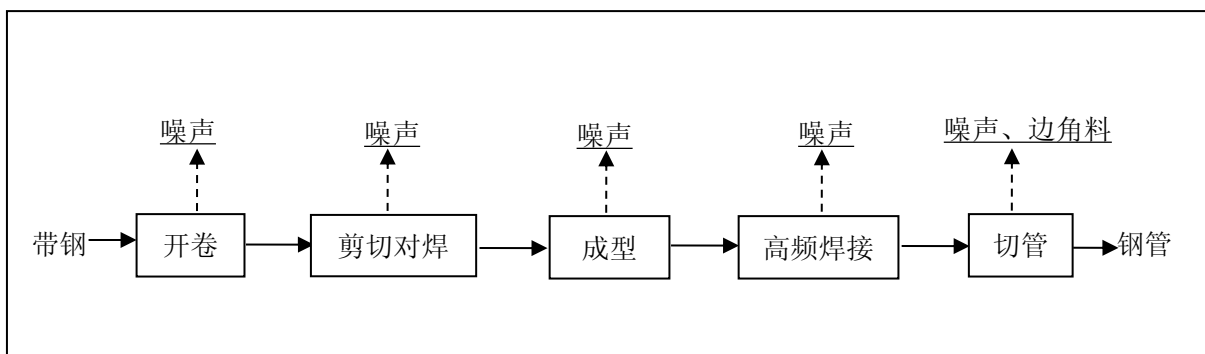 噪声 噪声 噪声 噪声 噪声、边角料
带钢 开卷 剪切对焊 成型 高频焊接 切管 钢管